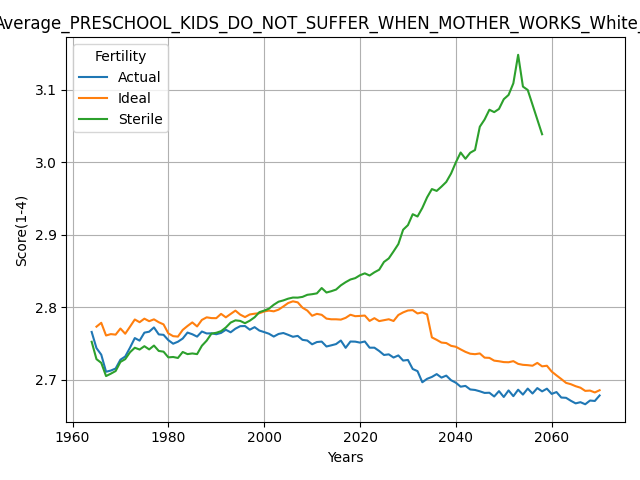 Average_PRESCHOOL_KIDS_DO_NOT_SUFFER_WHEN_MOTHER_WORKS_White_
Fertility
Actual
Ideal
Sterile
Score(1-4)
3.1
3.0
2.9
2.8
2.7
1960 1980 2000 2020 2040 2060
Years